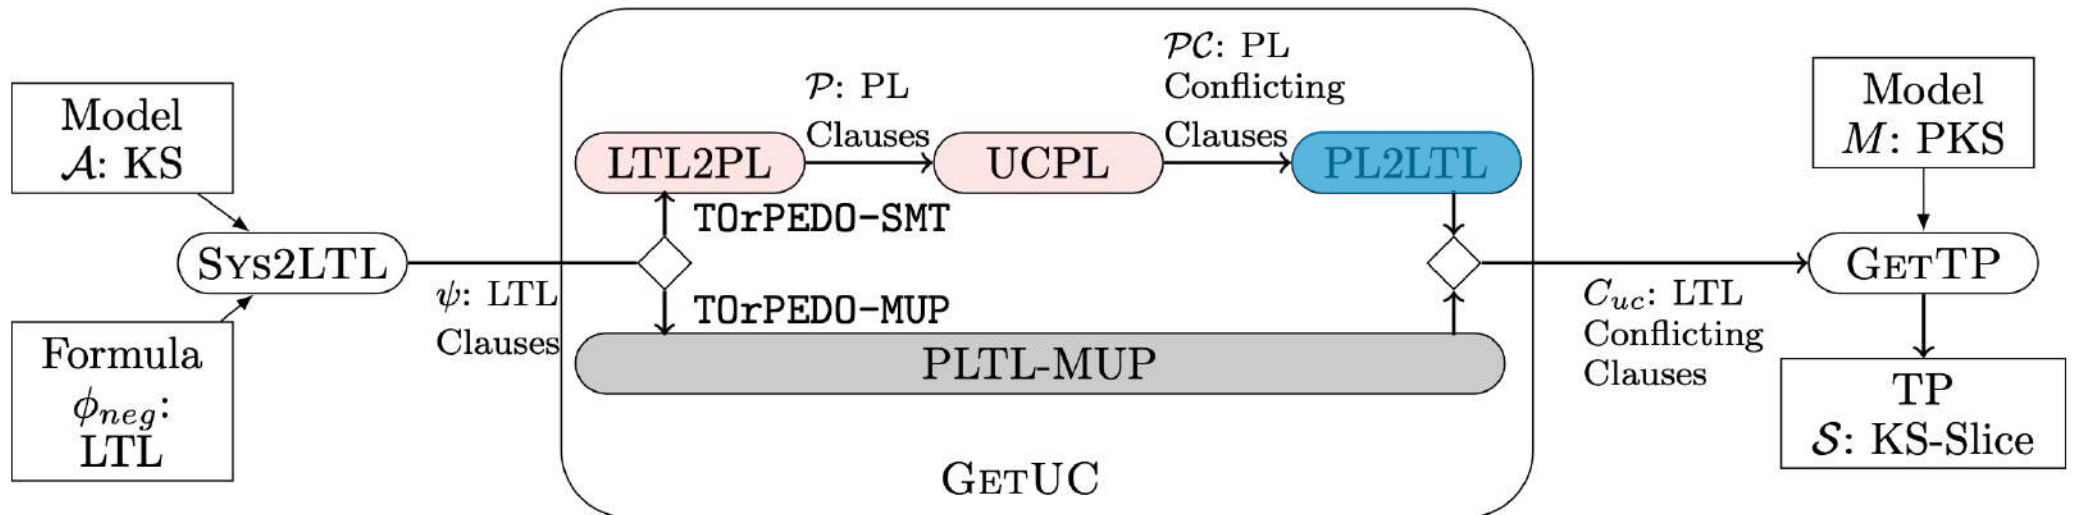 Model
𝒜: KS
Formula
ϕ_neg:
LTL
SYS2LTL
ψ: LTL
Clauses
LTL2PL
𝒫: PL
Clauses
UCPL
𝒫𝒞: PL
Conflicting
Clauses
PL2LTL
TOrPEDO-SMT
TOrPEDO-MUP
PLTL-MUP
GETUC
C_uc: LTL
Conflicting
Clauses
Model
M: PKS
GETTP
TP
𝒮: KS-Slice